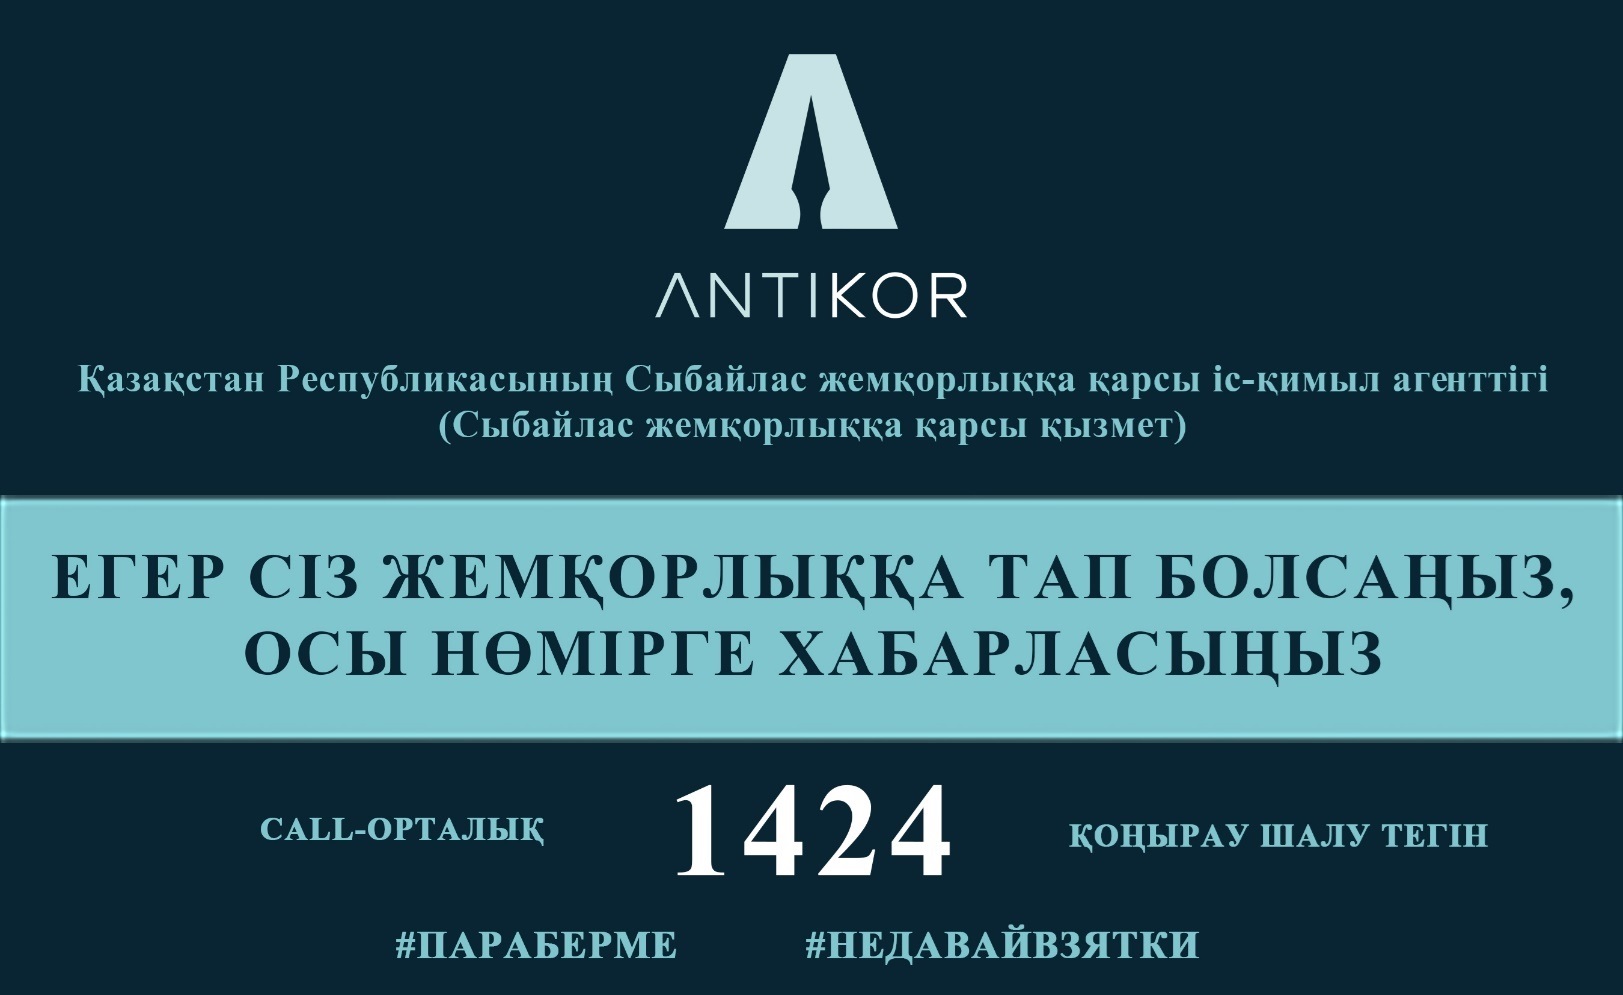 ANTIKOR
Қазақстан Республикасының Сыбайлас жемқорлыққа қарсы іс-қимыл агенттігі
(Сыбайлас жемқорлыққа қарсы қызмет)
ЕГЕР СІЗ ЖЕМҚОРЛЫҚҚА ТАП БОЛСАҢЫЗ,
ОСЫ НӨМІРГЕ ХАБАРЛАСЫҢЫЗ
CALL-ОРТАЛЫҚ 1424 ҚОҢЫРАУ ШАЛУ ТЕГІН
#ПАРАБЕРМЕ #НЕДАВАЙВЗЯТКИ